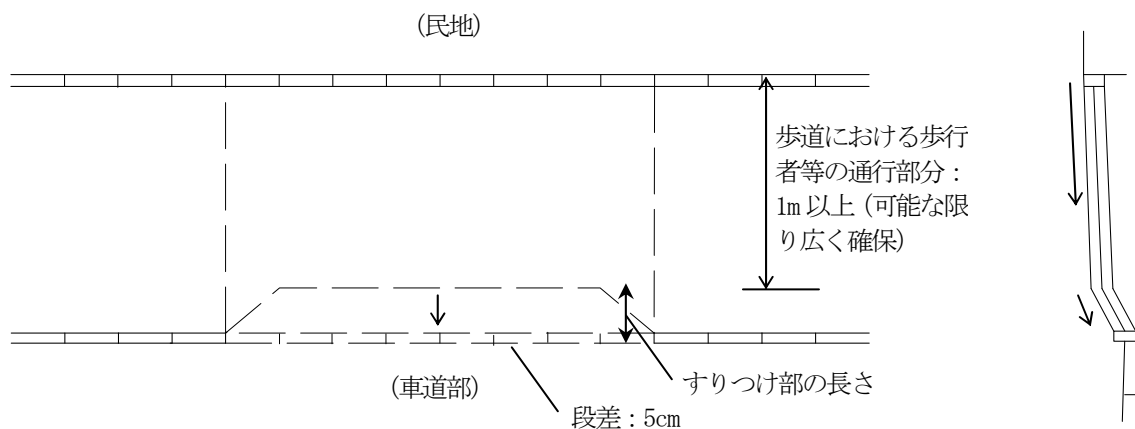 (民地)
歩道における歩行
者等の通行部分：
1m 以上（可能な限
り広く確保）
すりつけ部の長さ
(車道部)
段差：5cm